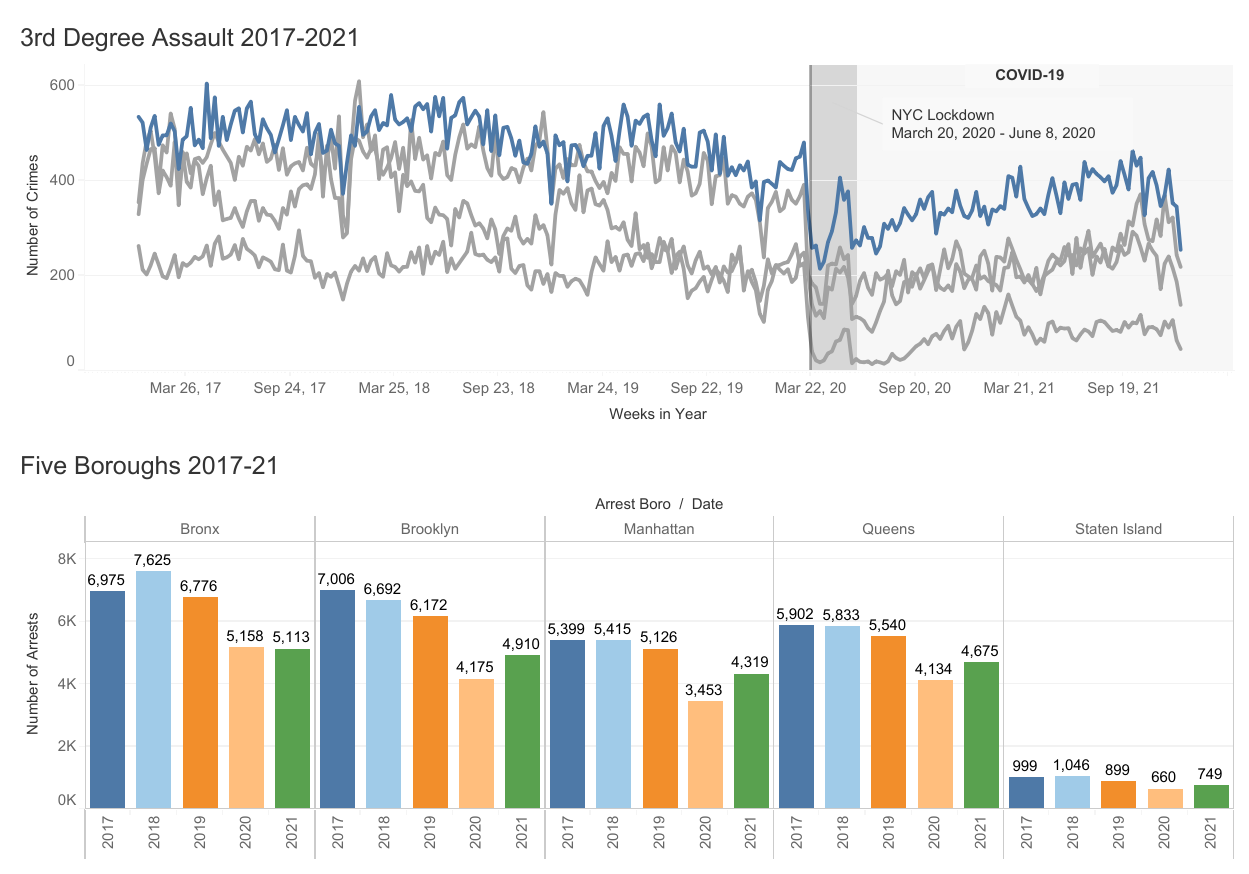 3rd Degree Assault 2017-2021
COVID-19
NYC Lockdown
March 20, 2020 - June 8, 2020
Number of Crimes
600
400
200
0
Mar 26, 17 Sep 24, 17 Mar 25, 18 Sep 23, 18 Mar 24, 19 Sep 22, 19 Mar 22, 20 Sep 20, 20 Mar 21, 21 Sep 19, 21
Weeks in Year
Five Boroughs 2017-21
Arrest Boro / Date
Bronx Brooklyn Manhattan Queens Staten Island
Number of Arrests
8K
6K
4K
2K
0K
6,975 7,625 6,776 5,158 5,113
7,006 6,692 6,172 4,175 4,910
5,399 5,415 5,126 3,453 4,319
5,902 5,833 5,540 4,134 4,675
999 1,046 899 660 749
2017 2018 2019 2020 2021 2017 2018 2019 2020 2021 2017 2018 2019 2020 2021 2017 2018 2019 2020 2021 2017 2018 2019 2020 2021